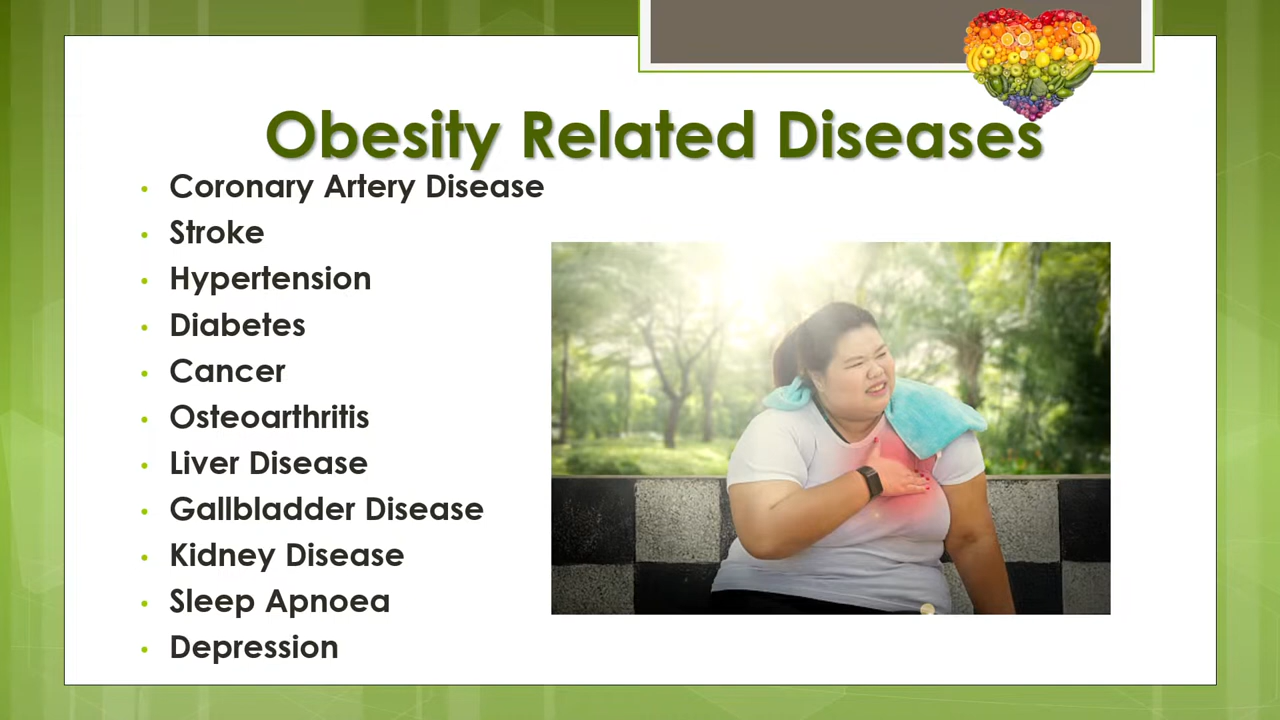 Obesity Related Diseases
• Coronary Artery Disease
• Stroke
• Hypertension
• Diabetes
• Cancer
• Osteoarthritis
• Liver Disease
• Gallbladder Disease
• Kidney Disease
• Sleep Apnoea
• Depression